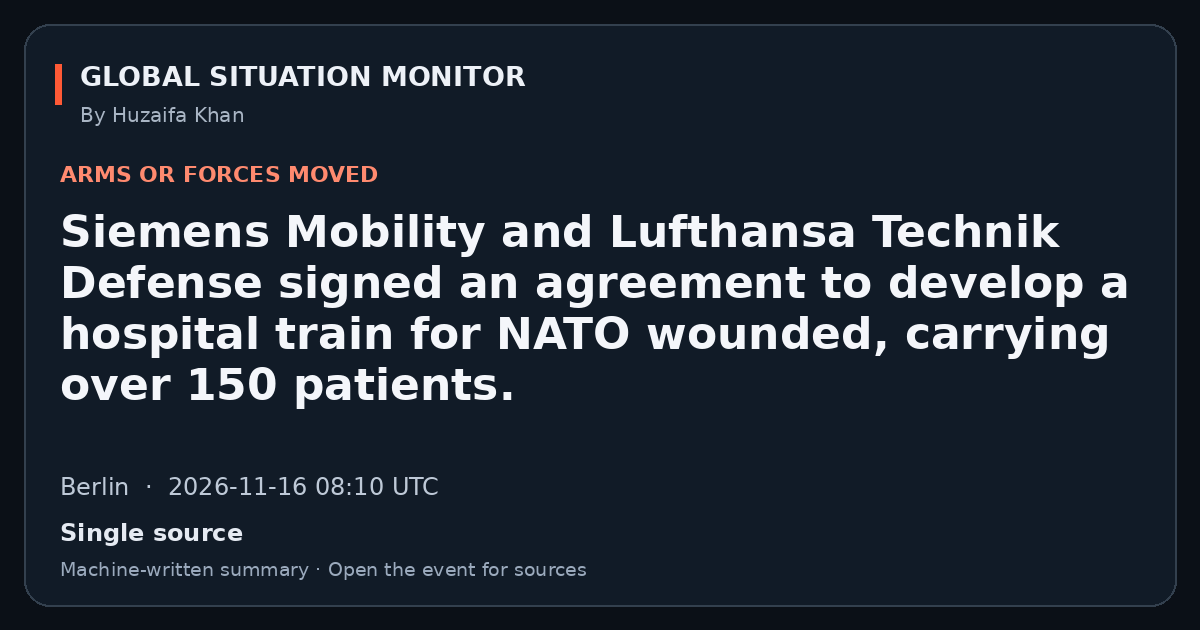 GLOBAL SITUATION MONITOR
By Huzaifa Khan
ARMS OR FORCES MOVED
Siemens Mobility and Lufthansa Technik
Defense signed an agreement to develop a
hospital train for NATO wounded, carrying
over 150 patients.
Berlin · 2026-11-16 08:10 UTC
Single source
Machine-written summary · Open the event for sources